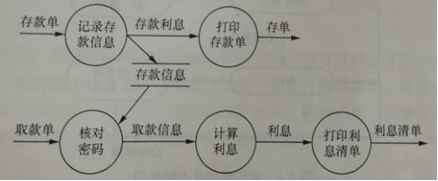 存款单
记录存
款信息
存款利息
打印
存款单
存单
存款信息
取款单
核对
密码
取款信息
计算
利息
利息
打印利
息清单
利息清单